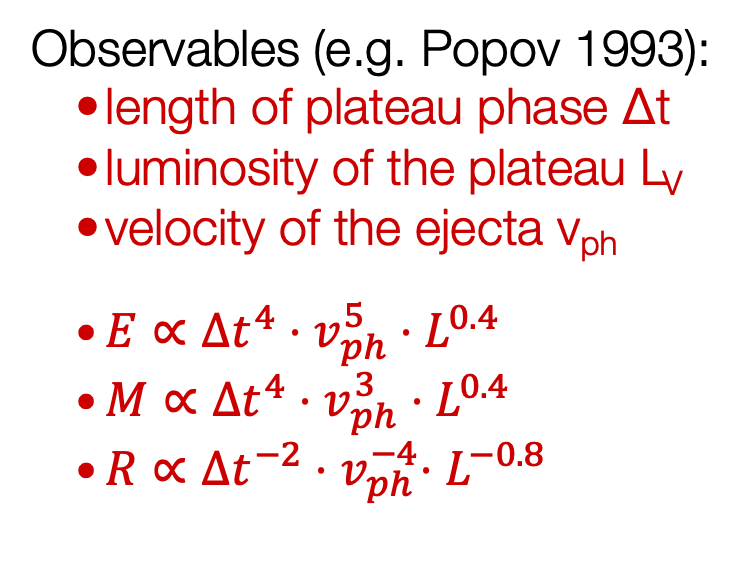 Observables (e.g. Popov 1993):
•length of plateau phase Δt
•luminosity of the plateau L_V
•velocity of the ejecta v_ph
• E ∝ Δt^4 · v_ph^5 · L^0.4
• M ∝ Δt^4 · v_ph^3 · L^0.4
• R ∝ Δt^−2 · v_ph^−4 · L^−0.8